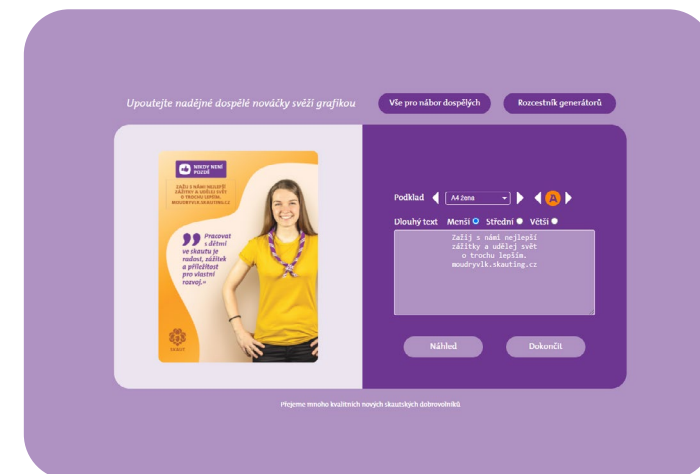 Upoutejte nadějné dospělé nováčky svěží grafikou
Vše pro nábor dospělých
Rozcestník generátorů
NIKDY NENÍ
POZDĚ
ZAŽIJ S NÁMI NEJLEPŠÍ
ZÁŽITKY A UDĚLEJ SVĚT
O TROCHU LEPŠÍM.
MOUDRYVLK.SKAUTING.CZ
Pracovat
s dětmi
ve skautu je
radost, zážitek
a příležitost
pro vlastní
rozvoj.«
SKAUT
Podklad
A4 žena
A
Dlouhý text Menší Střední Větší
Zažij s námi nejlepší
zážitky a udělej svět
o trochu lepším.
moudryvlk.skauting.cz
Náhled
Dokončit
Přejeme mnoho kvalitních nových skautských dobrovolníků